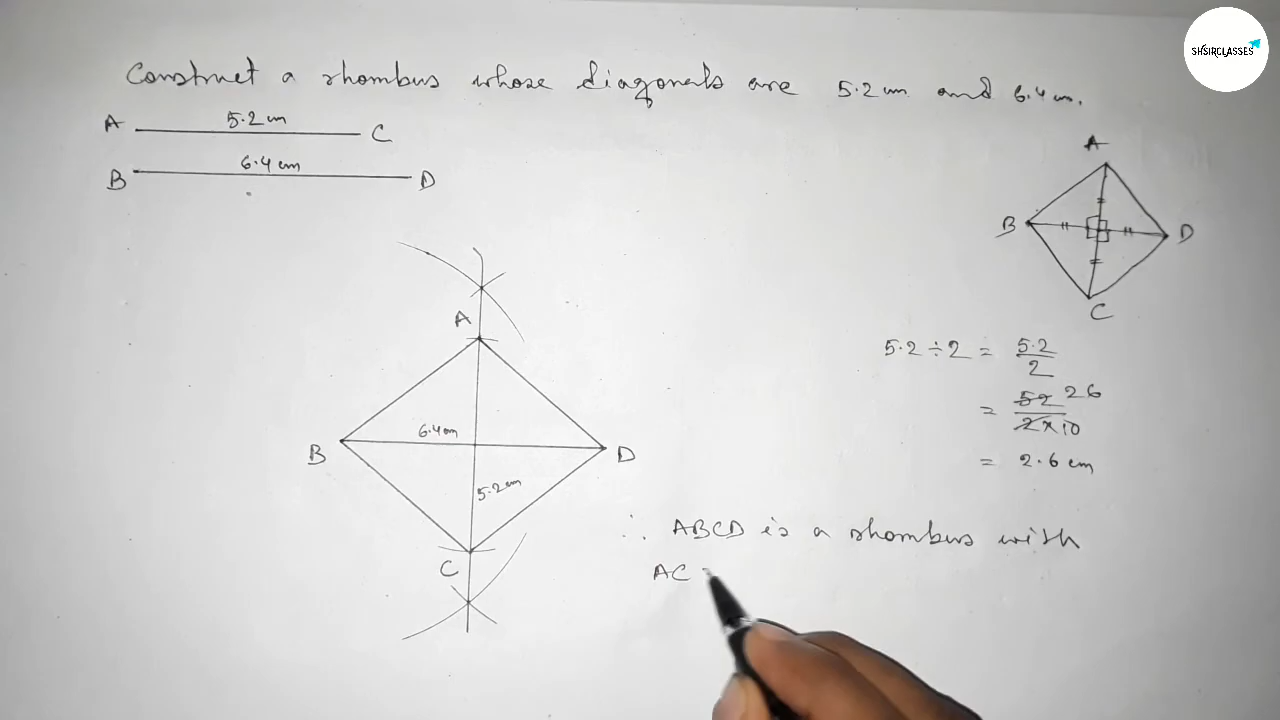 SHSIRCLASSES
Construct a rhombus whose diagonals are 5.2 cm and 6.4 cm.
A 5.2 cm C
B 6.4 cm D
A
B D
C
A
B 6.4 cm D
5.2 cm
C
5.2 ÷ 2 = 5.2/2
= 52/2×10 26
= 2.6 cm
∴ ABCD is a rhombus with
AC